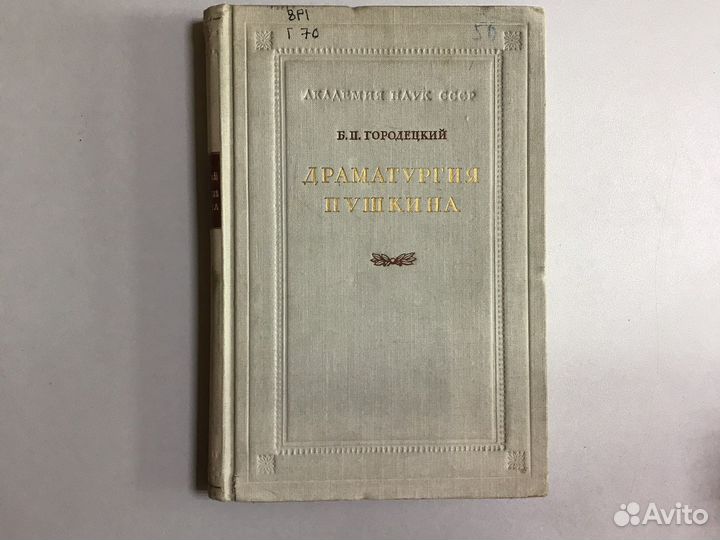 8Р1
Г 70
50
АКАДЕМИЯ НАУК СССР
Б. П. ГОРОДЕЦКИЙ
ДРАМАТУРГИЯ
ПУШКИНА
Avito